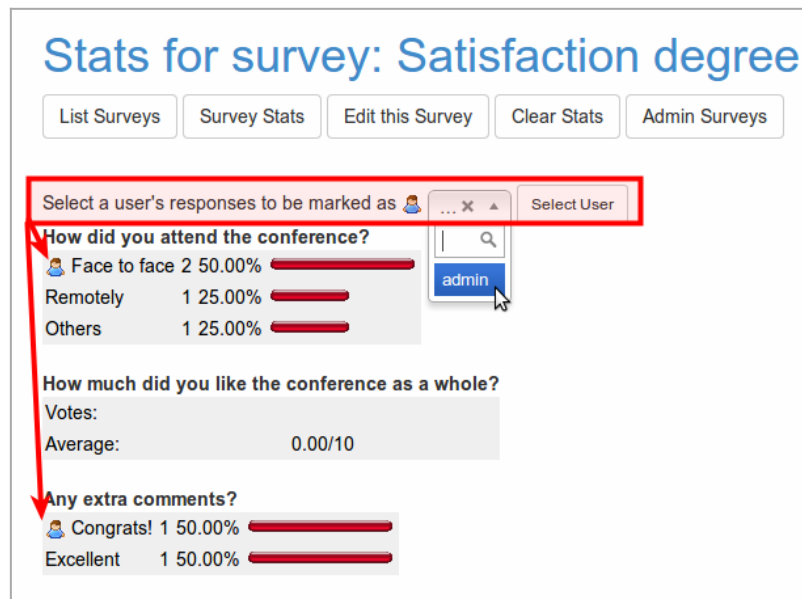 Stats for survey: Satisfaction degree
List Surveys Survey Stats Edit this Survey Clear Stats Admin Surveys
Select a user's responses to be marked as ... Select User
How did you attend the conference?
Face to face 2 50.00%
admin
Remotely 1 25.00%
Others 1 25.00%
How much did you like the conference as a whole?
Votes:
Average: 0.00/10
Any extra comments?
Congrats! 1 50.00%
Excellent 1 50.00%